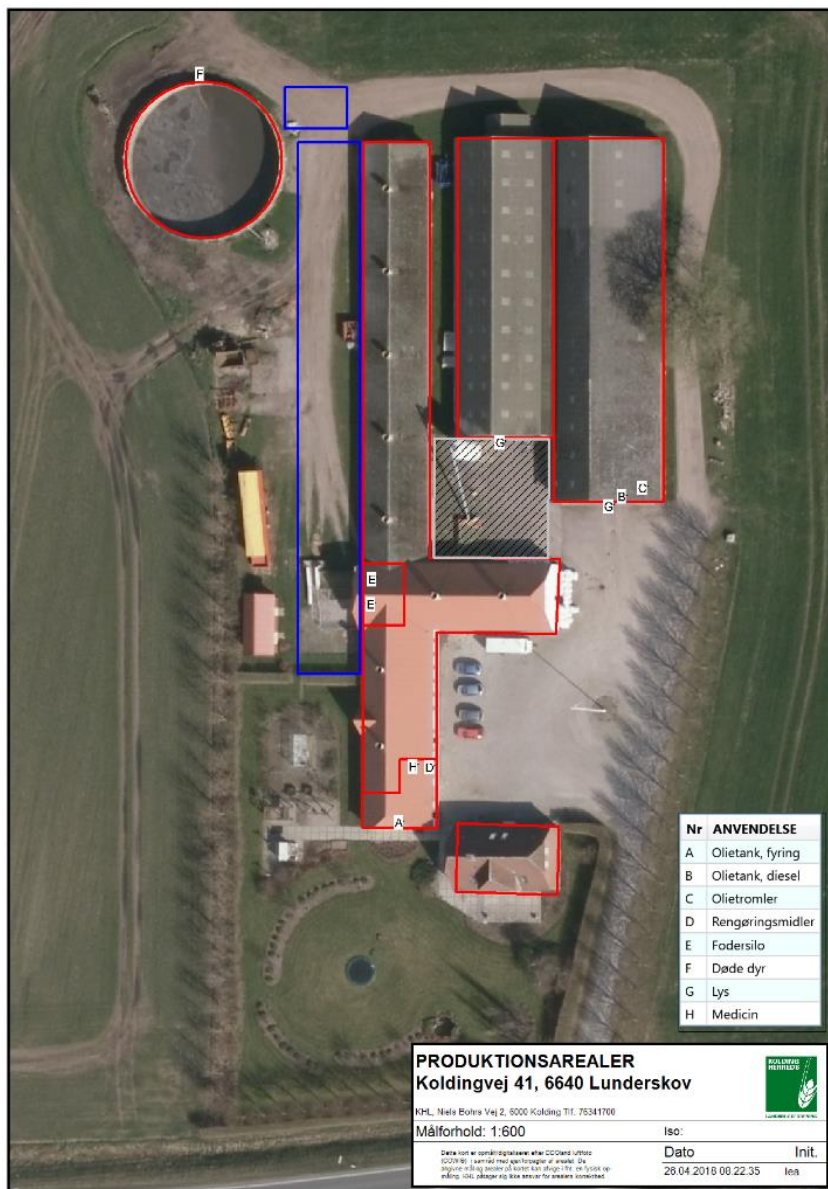 F
G
C
B
G
E
E
H
D
A
Nr ANVENDELSE
A Olietank, fyring
B Olietank, diesel
C Olietromler
D Rengøringsmidler
E Fodersilo
F Døde dyr
G Lys
H Medicin
PRODUKTIONSAREALER
Koldingvej 41, 6640 Lunderskov
KOLDING
HERREDS
KHL, Niels Bohrs Vej 2, 6000 Kolding Tlf. 76341700
Målforhold: 1:600
Iso:
Dato
Init.
26.04.2018 08.22.35
lea